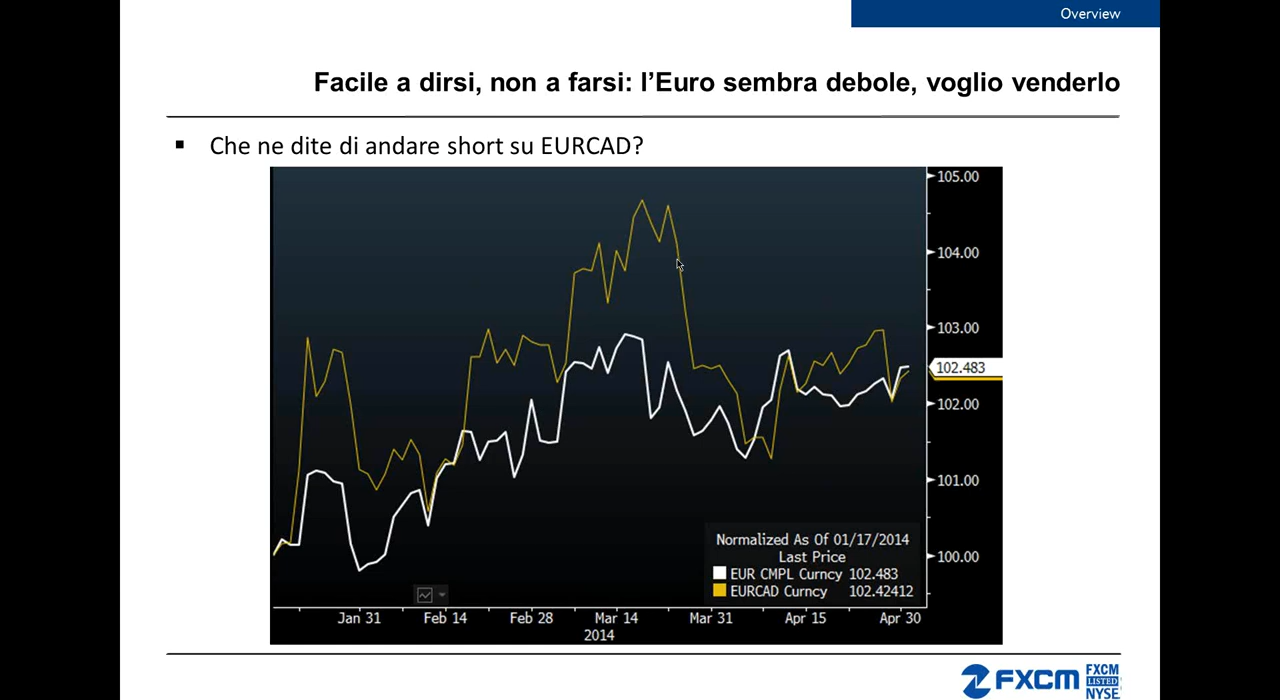 Overview
Facile a dirsi, non a farsi: l’Euro sembra debole, voglio venderlo
▪ Che ne dite di andare short su EURCAD?
105.00
104.00
103.00
102.483
102.00
101.00
100.00
Normalized As Of 01/17/2014
Last Price
EUR CMPL Curncy 102.483
EURCAD Curncy 102.42412
Jan 31 Feb 14 Feb 28 Mar 14 Mar 31 Apr 15 Apr 30
2014
FXCM
FXCM
LISTED
NYSE